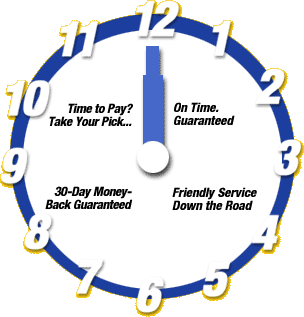 12
11
1
10
2
Time to Pay?
Take Your Pick...
On Time.
Guaranteed
9
3
30-Day Money-
Back Guaranteed
Friendly Service
Down the Road
8
4
7
5
6